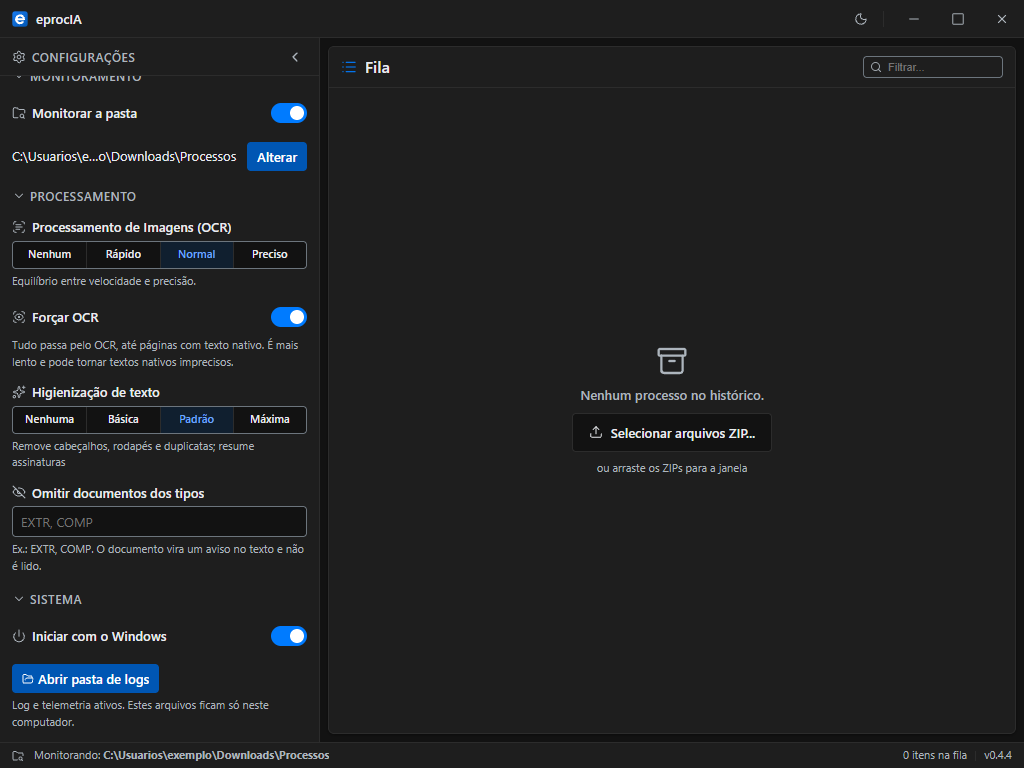 eprocIA
CONFIGURAÇÕES
MONITORAMENTO
Monitorar a pasta
C:\Usuarios\e...o\Downloads\Processos
Alterar
PROCESSAMENTO
Processamento de Imagens (OCR)
Nenhum Rápido Normal Preciso
Equilíbrio entre velocidade e precisão.
Forçar OCR
Tudo passa pelo OCR, até páginas com texto nativo. É mais
lento e pode tornar textos nativos imprecisos.
Higienização de texto
Nenhuma Básica Padrão Máxima
Remove cabeçalhos, rodapés e duplicatas; resume
assinaturas
Omitir documentos dos tipos
EXTR, COMP
Ex.: EXTR, COMP. O documento vira um aviso no texto e não
é lido.
SISTEMA
Iniciar com o Windows
Abrir pasta de logs
Log e telemetria ativos. Estes arquivos ficam só neste
computador.
Fila
Filtrar...
Nenhum processo no histórico.
Selecionar arquivos ZIP...
ou arraste os ZIPs para a janela
Monitorando: C:\Usuarios\exemplo\Downloads\Processos
0 itens na fila
v0.4.4